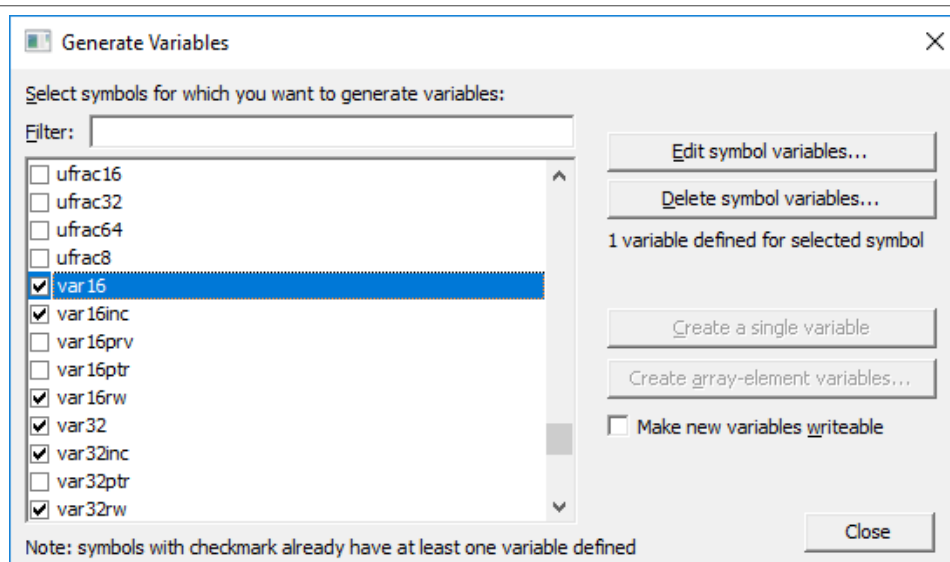 Generate Variables
Select symbols for which you want to generate variables:
Filter:
ufrac16
ufrac32
ufrac64
ufrac8
var16
var16inc
var16prv
var16ptr
var16rw
var32
var32inc
var32ptr
var32rw
Note: symbols with checkmark already have at least one variable defined
Edit symbol variables...
Delete symbol variables...
1 variable defined for selected symbol
Create a single variable
Create array-element variables...
Make new variables writeable
Close